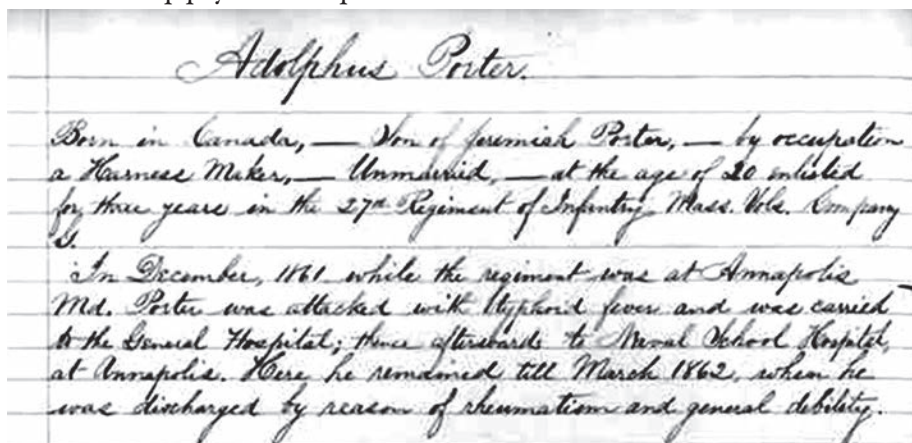 Adolphus Porter.
Born in Canada, — Son of Jeremiah Porter, — by occupation
a Harness Maker, — Unmarried, — at the age of 20 enlisted
for three years in the 27th Regiment of Infantry Mass. Vols. Company
G.
In December, 1861 while the regiment was at Annapolis
Md. Porter was attacked with typhoid fever and was carried
to the General Hospital; thence afterwards to Naval School Hospital,
at Annapolis. Here he remained till March 1862, when he
was discharged by reason of rheumatism and general debility.